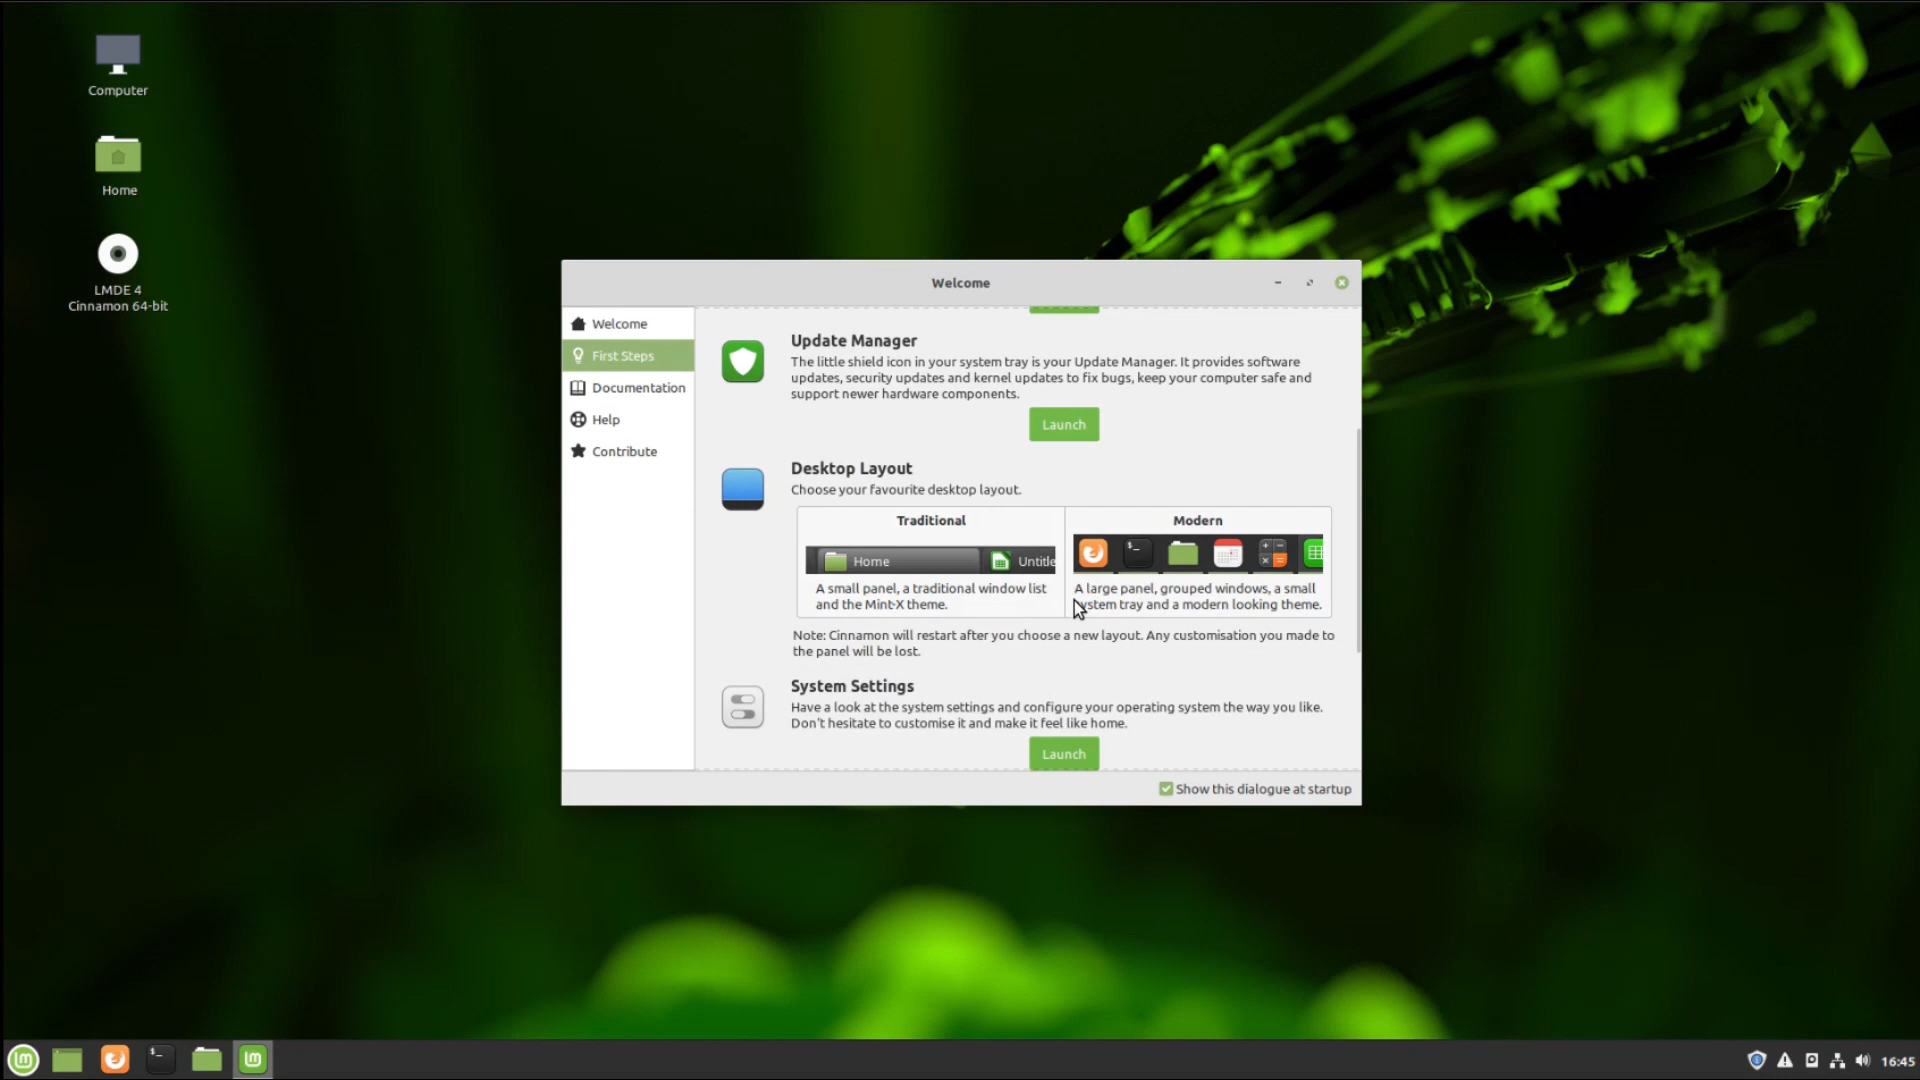 Computer
Home
LMDE 4
Cinnamon 64-bit
Welcome
Welcome
First Steps
Documentation
Help
Contribute
Update Manager
The little shield icon in your system tray is your Update Manager. It provides software
updates, security updates and kernel updates to fix bugs, keep your computer safe and
support newer hardware components.
Launch
Desktop Layout
Choose your favourite desktop layout.
Traditional
Modern
Home
Untitle
$_
A small panel, a traditional window list
and the Mint-X theme.
A large panel, grouped windows, a small
system tray and a modern looking theme.
Note: Cinnamon will restart after you choose a new layout. Any customisation you made to
the panel will be lost.
System Settings
Have a look at the system settings and configure your operating system the way you like.
Don't hesitate to customise it and make it feel like home.
Launch
Show this dialogue at startup
$_
16:45